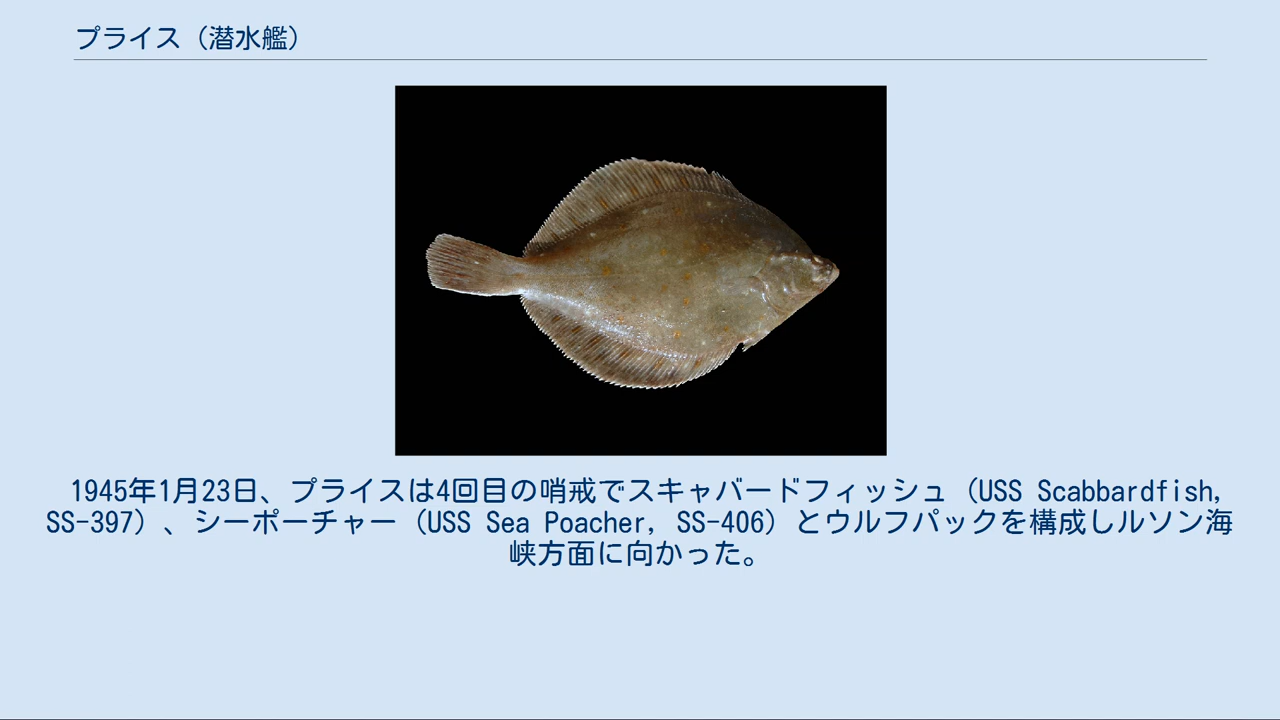 プライス（潜水艦）
1945年1月23日、プライスは4回目の哨戒でスキャバードフィッシュ（USS Scabbardfish,
SS-397）、シーポーチャー（USS Sea Poacher, SS-406）とウルフパックを構成しルソン海
峡方面に向かった。